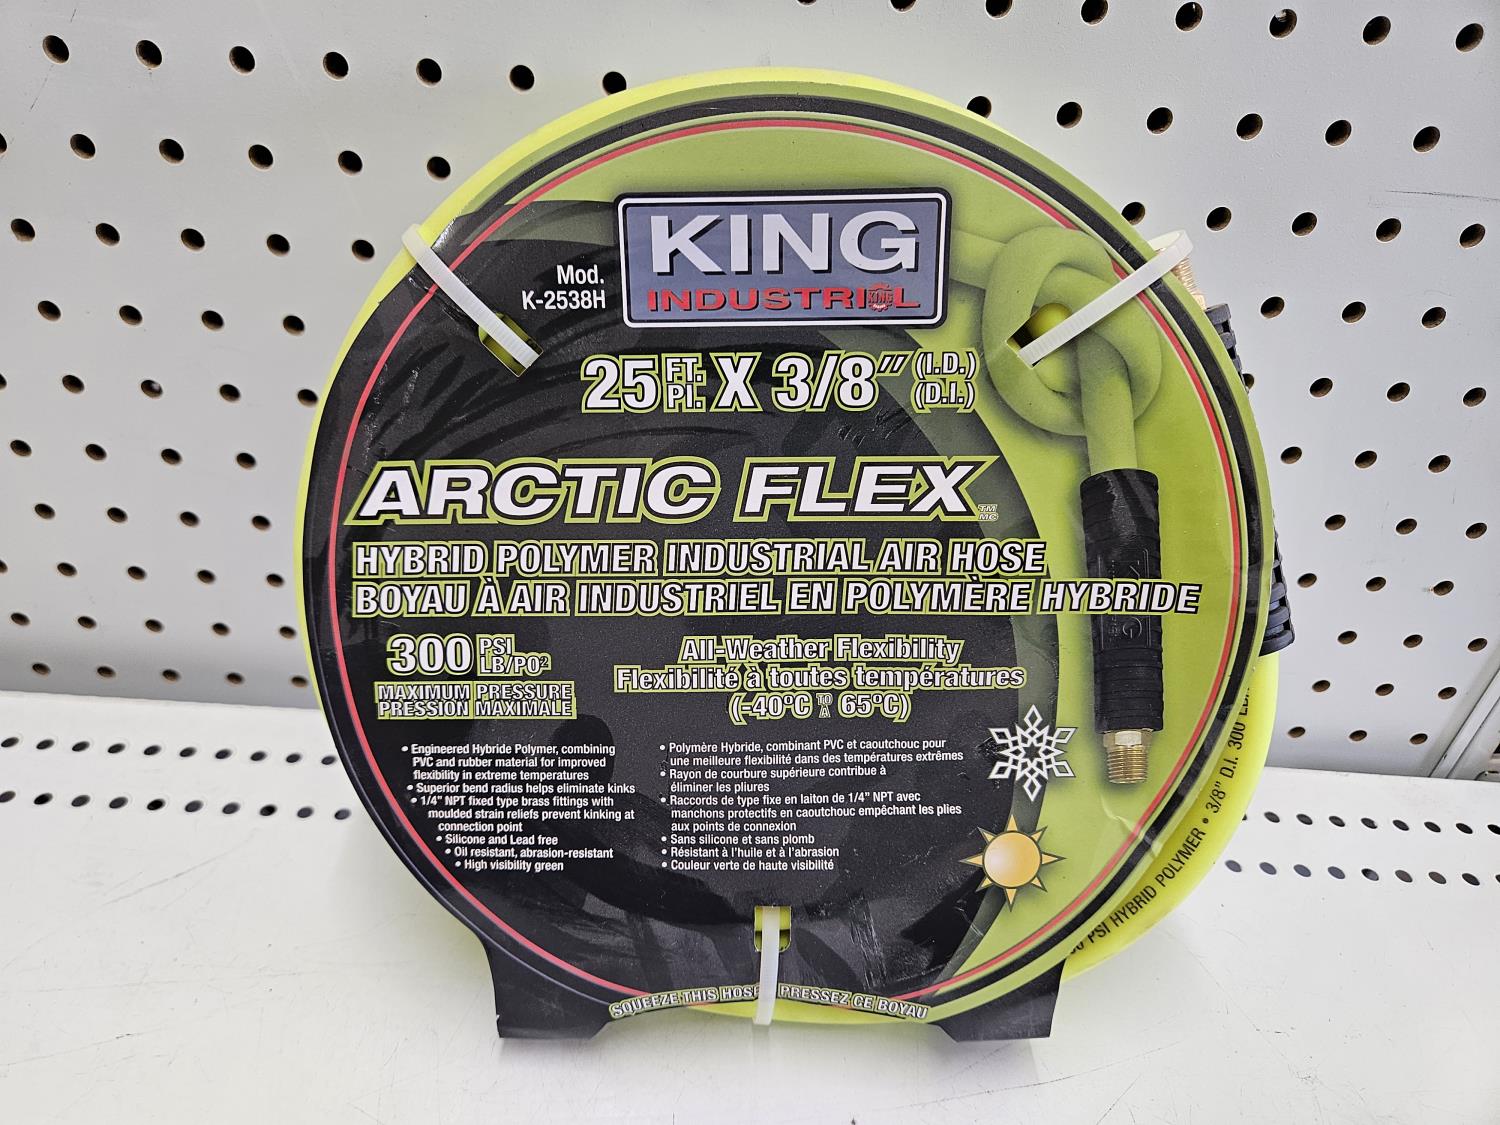 KING
INDUSTRIAL
KING
Mod.
K-2538H
25 FT. PI. X 3/8" (I.D.) (D.I.)
ARCTIC FLEX TM MC
HYBRID POLYMER INDUSTRIAL AIR HOSE
BOYAU À AIR INDUSTRIEL EN POLYMÈRE HYBRIDE
300 PSI LB/PO²
MAXIMUM PRESSURE
PRESSION MAXIMALE
All-Weather Flexibility
Flexibilité à toutes températures
(-40ºC TO A 65ºC)
• Engineered Hybride Polymer, combining
PVC and rubber material for improved
flexibility in extreme temperatures
• Superior bend radius helps eliminate kinks
• 1/4" NPT fixed type brass fittings with
moulded strain reliefs prevent kinking at
connection point
• Silicone and Lead free
• Oil resistant, abrasion-resistant
• High visibility green
• Polymère Hybride, combinant PVC et caoutchouc pour
une meilleure flexibilité dans des températures extrêmes
• Rayon de courbure supérieure contribue à
éliminer les pliures
• Raccords de type fixe en laiton de 1/4" NPT avec
manchons protectifs en caoutchouc empêchant les plies
aux points de connexion
• Sans silicone et sans plomb
• Résistant à l'huile et à l'abrasion
• Couleur verte de haute visibilité
SQUEEZE THIS HOSE PRESSEZ CE BOYAU
PSI HYBRID POLYMER • 3/8" D.I. 300